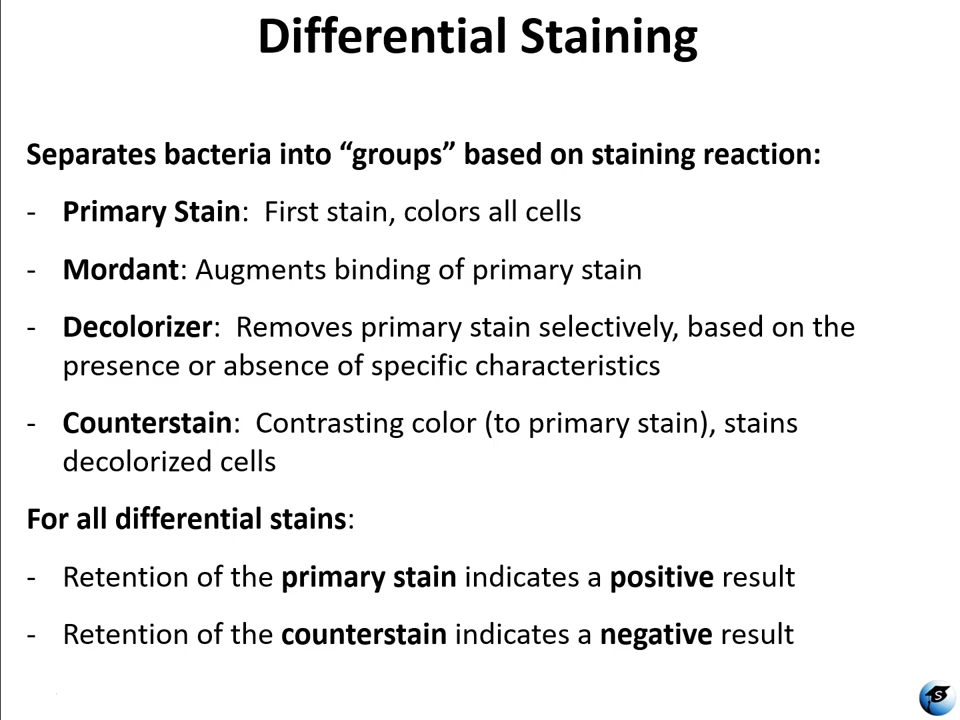 Differential Staining
Separates bacteria into “groups” based on staining reaction:
- Primary Stain:  First stain, colors all cells
- Mordant: Augments binding of primary stain
- Decolorizer:  Removes primary stain selectively, based on the
presence or absence of specific characteristics
- Counterstain:  Contrasting color (to primary stain), stains
decolorized cells
For all differential stains:
- Retention of the primary stain indicates a positive result
- Retention of the counterstain indicates a negative result
S